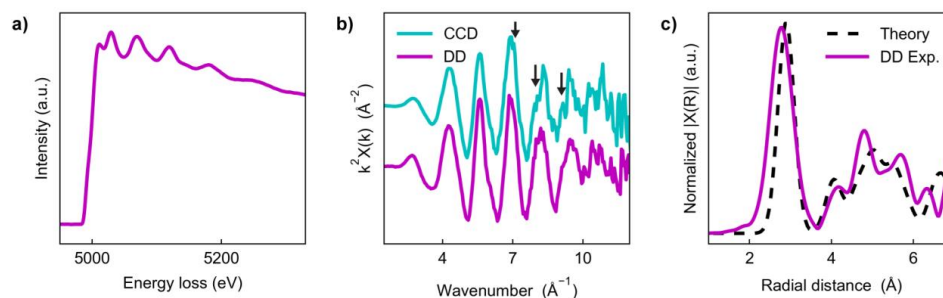 a)
Intensity (a.u.)
5000
5200
Energy loss (eV)
b)
CCD
DD
k²X(k) (Å⁻²)
4
7
10
Wavenumber (Å⁻¹)
c)
Theory
DD Exp.
Normalized |X(R)| (a.u.)
2
4
6
Radial distance (Å)